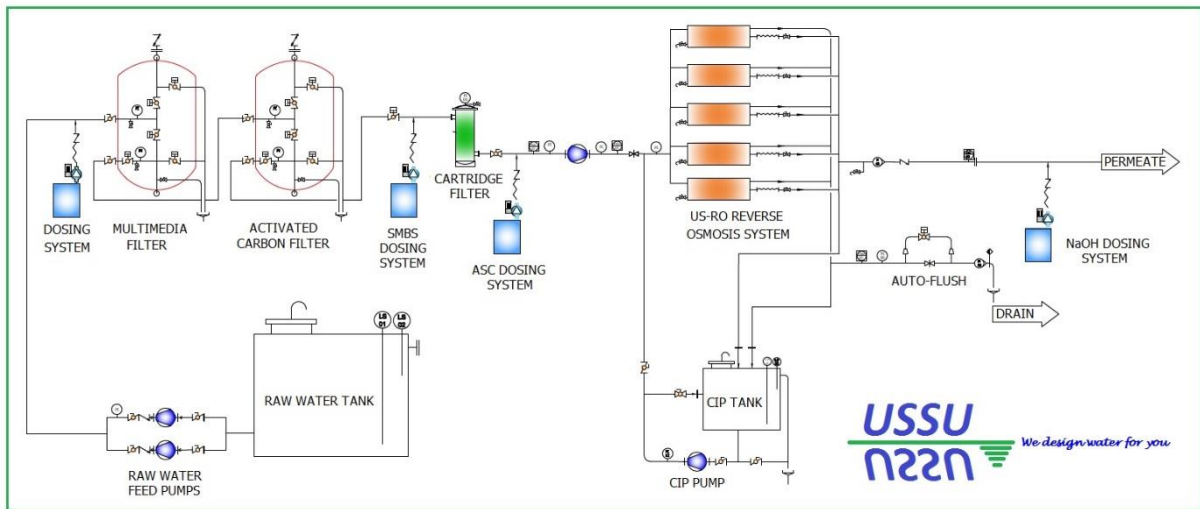 DOSING
SYSTEM
MULTIMEDIA
FILTER
ACTIVATED
CARBON FILTER
SMBS
DOSING
SYSTEM
CARTRIDGE
FILTER
ASC DOSING
SYSTEM
US-RO REVERSE
OSMOSIS SYSTEM
PERMEATE
NaOH DOSING
SYSTEM
AUTO-FLUSH
DRAIN
RAW WATER TANK
LS
01
LS
02
RAW WATER
FEED PUMPS
CIP TANK
CIP PUMP
USSU
We design water for you
USSU